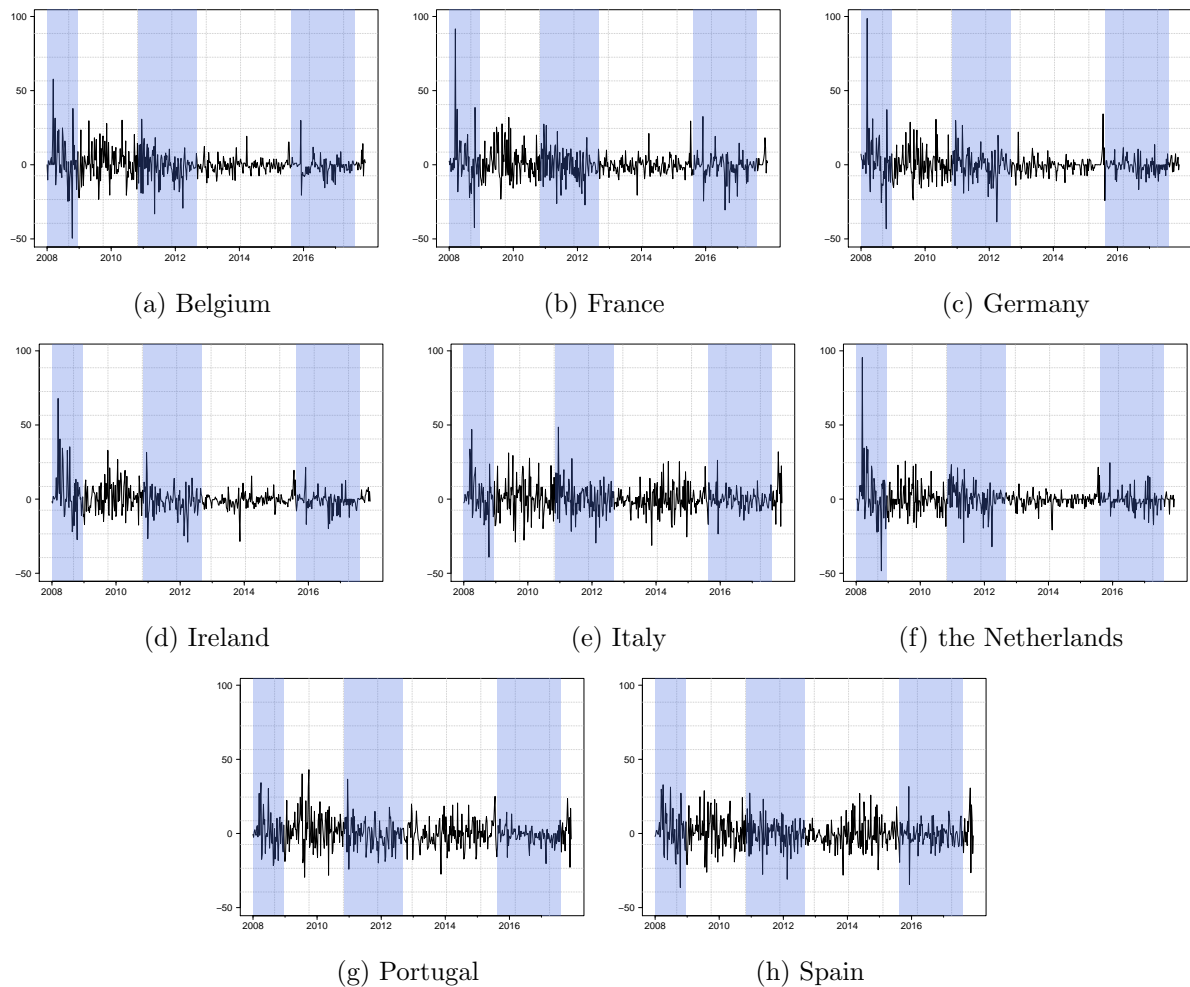 100
50
0
−50
2008 2010 2012 2014 2016
(a) Belgium
100
50
0
−50
2008 2010 2012 2014 2016
(b) France
100
50
0
−50
2008 2010 2012 2014 2016
(c) Germany
100
50
0
−50
2008 2010 2012 2014 2016
(d) Ireland
100
50
0
−50
2008 2010 2012 2014 2016
(e) Italy
100
50
0
−50
2008 2010 2012 2014 2016
(f) the Netherlands
100
50
0
−50
2008 2010 2012 2014 2016
(g) Portugal
100
50
0
−50
2008 2010 2012 2014 2016
(h) Spain